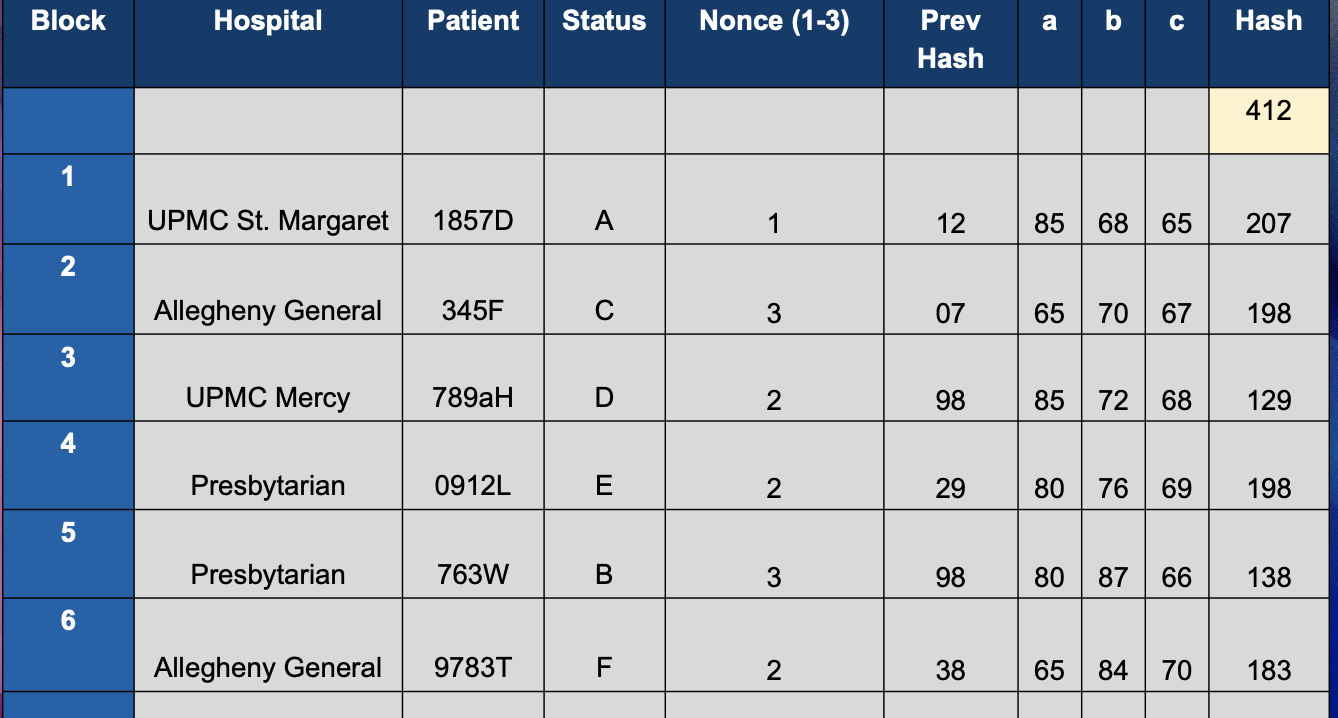 Block Hospital Patient Status Nonce (1-3) Prev Hash a b c Hash
412
1 UPMC St. Margaret 1857D A 1 12 85 68 65 207
2 Allegheny General 345F C 3 07 65 70 67 198
3 UPMC Mercy 789aH D 2 98 85 72 68 129
4 Presbytarian 0912L E 2 29 80 76 69 198
5 Presbytarian 763W B 3 98 80 87 66 138
6 Allegheny General 9783T F 2 38 65 84 70 183